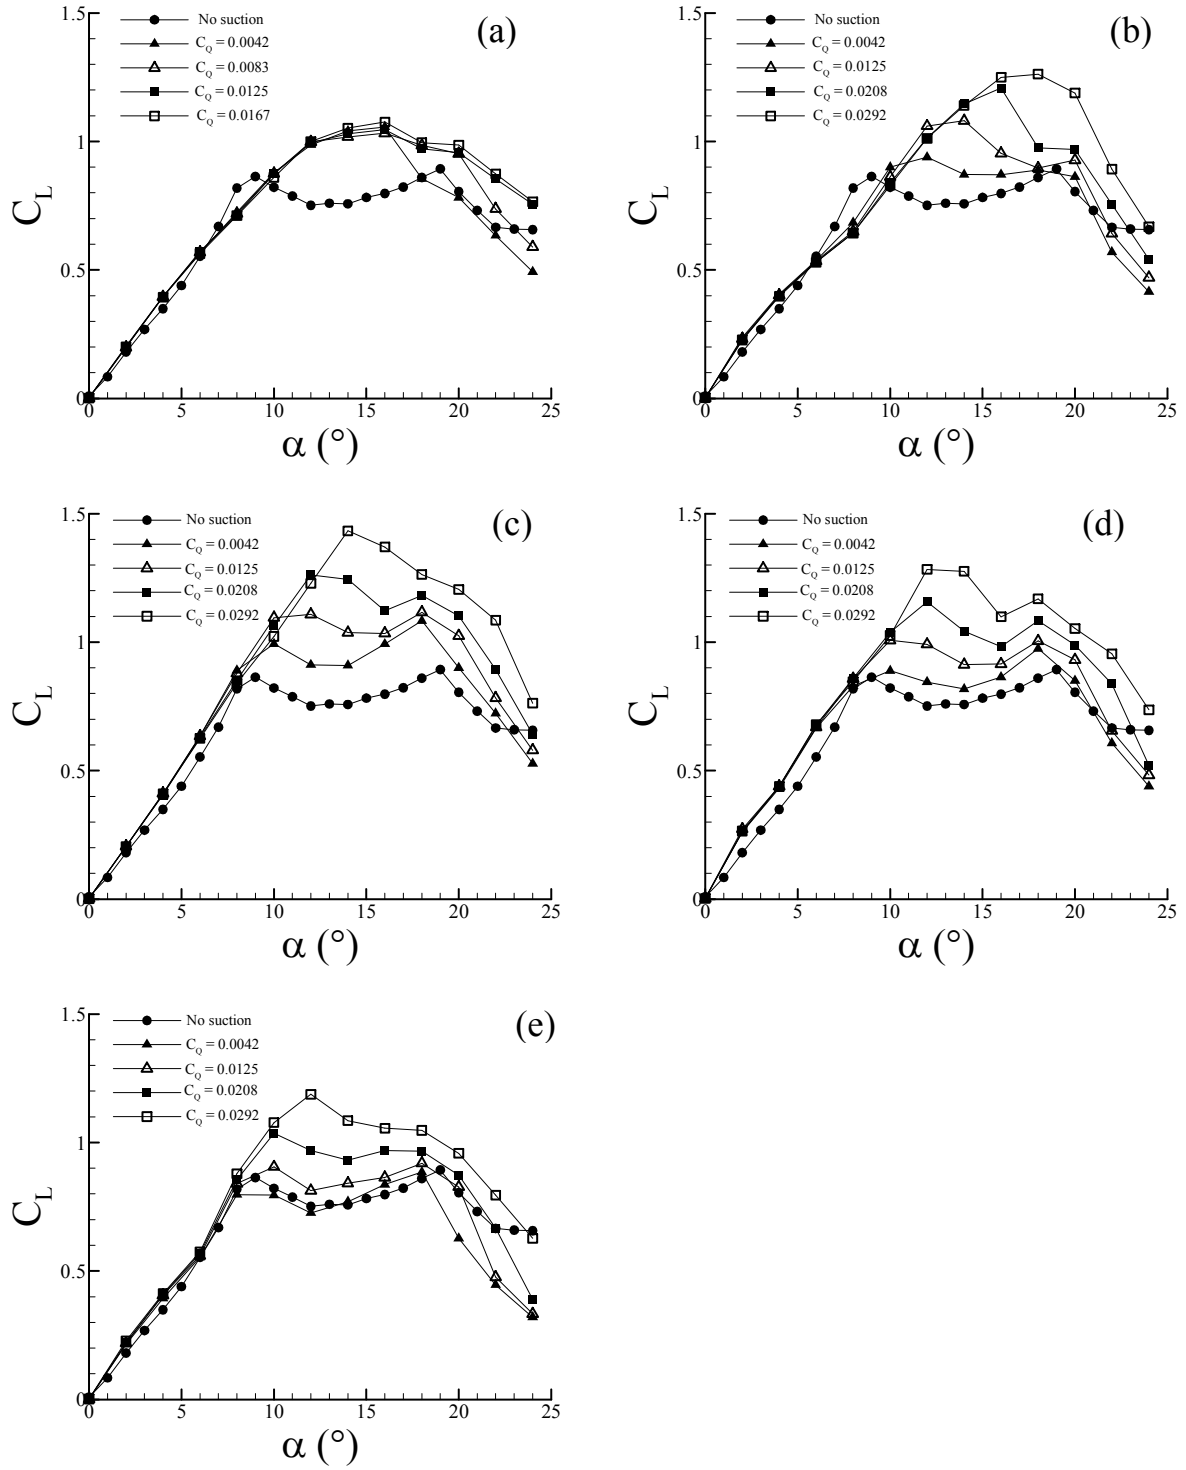 (a)
No suction
C_Q = 0.0042
C_Q = 0.0083
C_Q = 0.0125
C_Q = 0.0167
1.5
1
0.5
0
C_L
0 5 10 15 20 25
α (°)
(b)
No suction
C_Q = 0.0042
C_Q = 0.0125
C_Q = 0.0208
C_Q = 0.0292
1.5
1
0.5
0
C_L
0 5 10 15 20 25
α (°)
(c)
No suction
C_Q = 0.0042
C_Q = 0.0125
C_Q = 0.0208
C_Q = 0.0292
1.5
1
0.5
0
C_L
0 5 10 15 20 25
α (°)
(d)
No suction
C_Q = 0.0042
C_Q = 0.0125
C_Q = 0.0208
C_Q = 0.0292
1.5
1
0.5
0
C_L
0 5 10 15 20 25
α (°)
(e)
No suction
C_Q = 0.0042
C_Q = 0.0125
C_Q = 0.0208
C_Q = 0.0292
1.5
1
0.5
0
C_L
0 5 10 15 20 25
α (°)